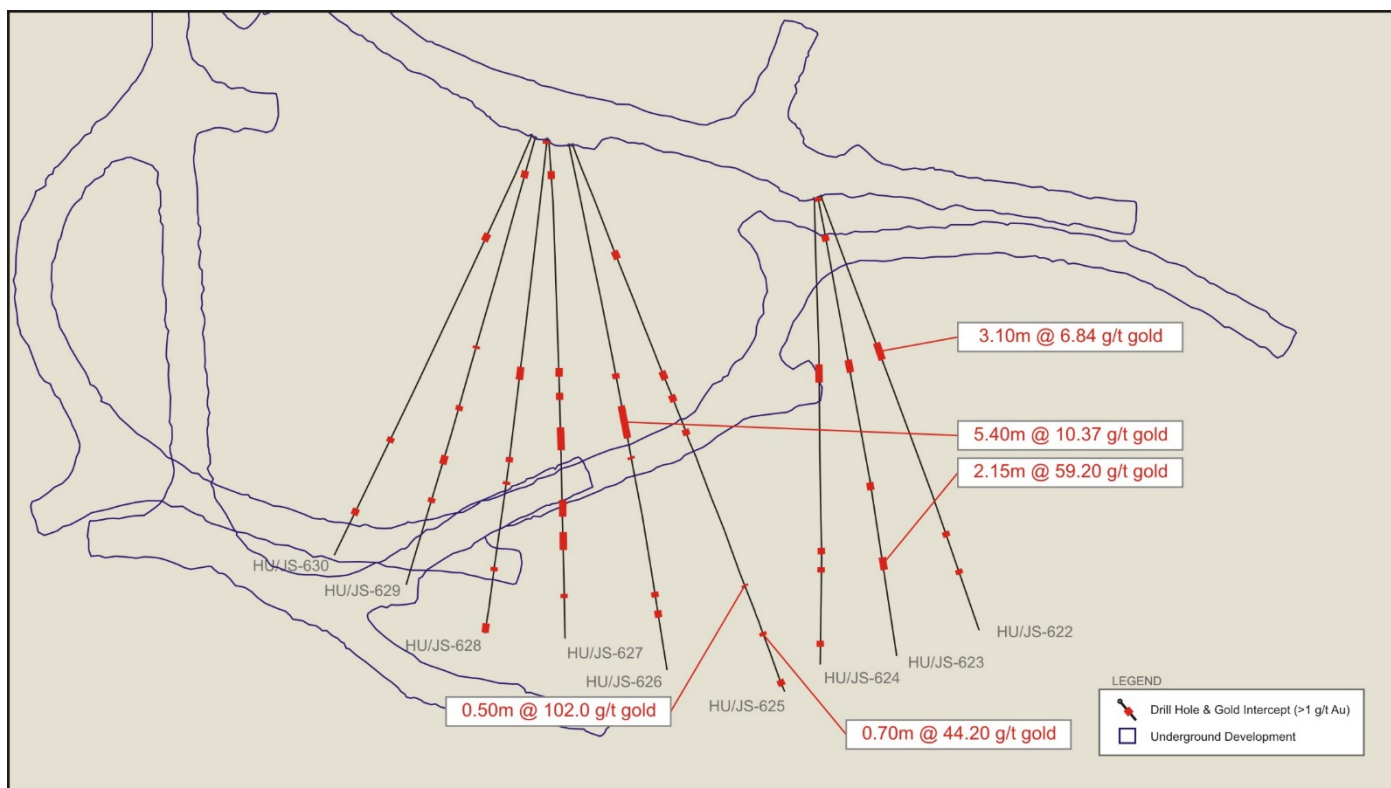 3.10m @ 6.84 g/t gold
5.40m @ 10.37 g/t gold
2.15m @ 59.20 g/t gold
HU/JS-630
HU/JS-629
HU/JS-628
HU/JS-627
HU/JS-626
HU/JS-625
HU/JS-624
HU/JS-623
HU/JS-622
0.50m @ 102.0 g/t gold
0.70m @ 44.20 g/t gold
LEGEND
Drill Hole & Gold Intercept (>1 g/t Au)
Underground Development